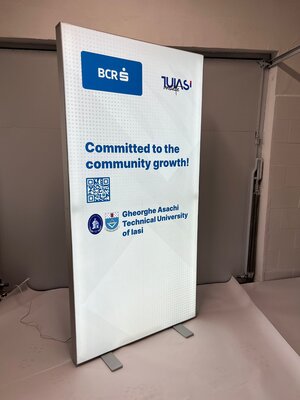 BCR
TUIASI
Committed to the
community growth!
Gheorghe Asachi
Technical University
of Iasi